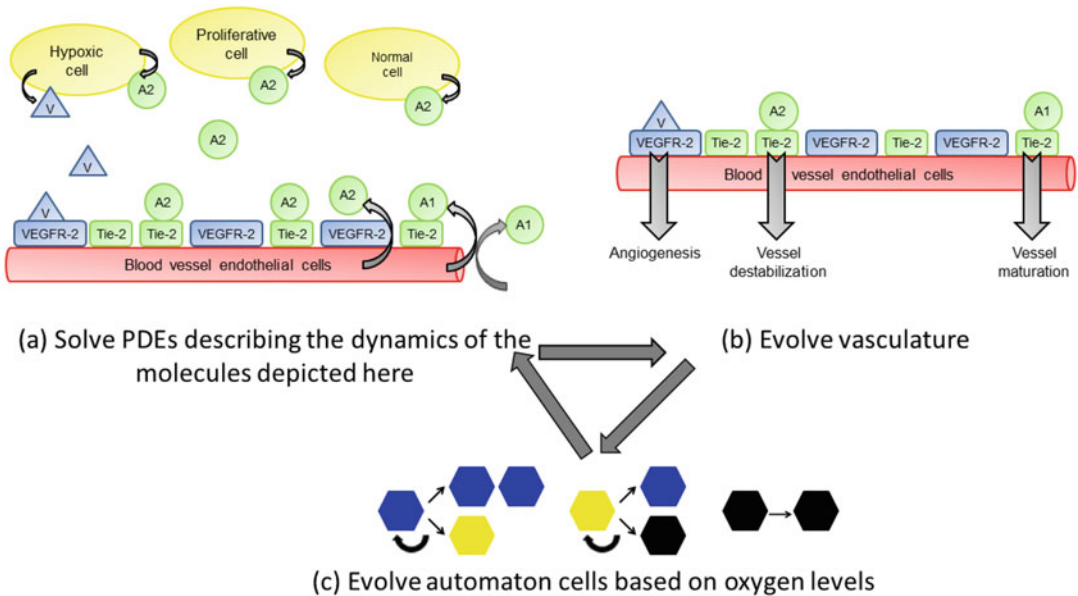 Hypoxic
cell
Proliferative
cell
Normal
cell
V
A2
A2
A2
A2
V
V
A2
A2
A2
A1
A1
VEGFR-2
Tie-2
Tie-2
VEGFR-2
Tie-2
VEGFR-2
Tie-2
Blood vessel endothelial cells
(a) Solve PDEs describing the dynamics of the
molecules depicted here
V
A2
A1
VEGFR-2
Tie-2
Tie-2
VEGFR-2
Tie-2
VEGFR-2
Tie-2
Blood vessel endothelial cells
Angiogenesis
Vessel
destabilization
Vessel
maturation
(b) Evolve vasculature
(c) Evolve automaton cells based on oxygen levels